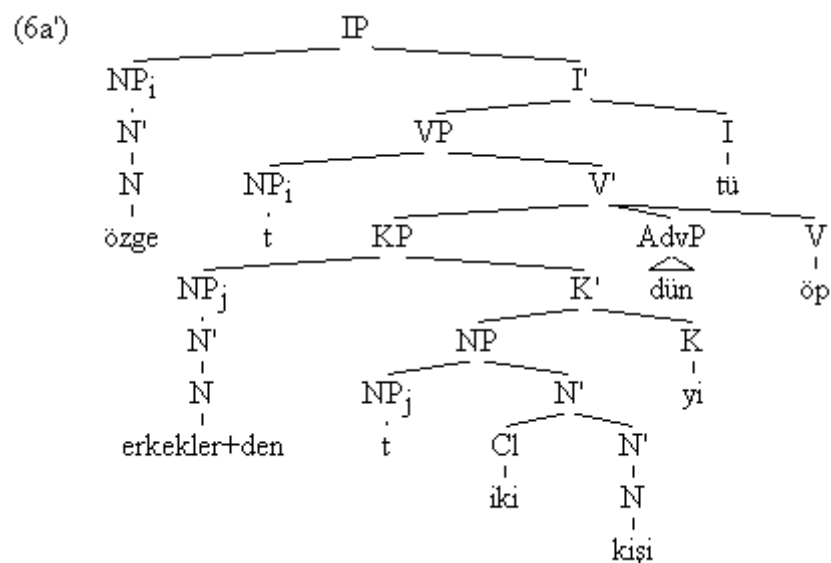 (6a') IP
NPi I'
N' VP I
N NPi V' tü
özge t KP AdvP V
NPj K' dün öp
N' NP K
N NPj N' yi
erkekler+den t Cl N'
iki N
kişi